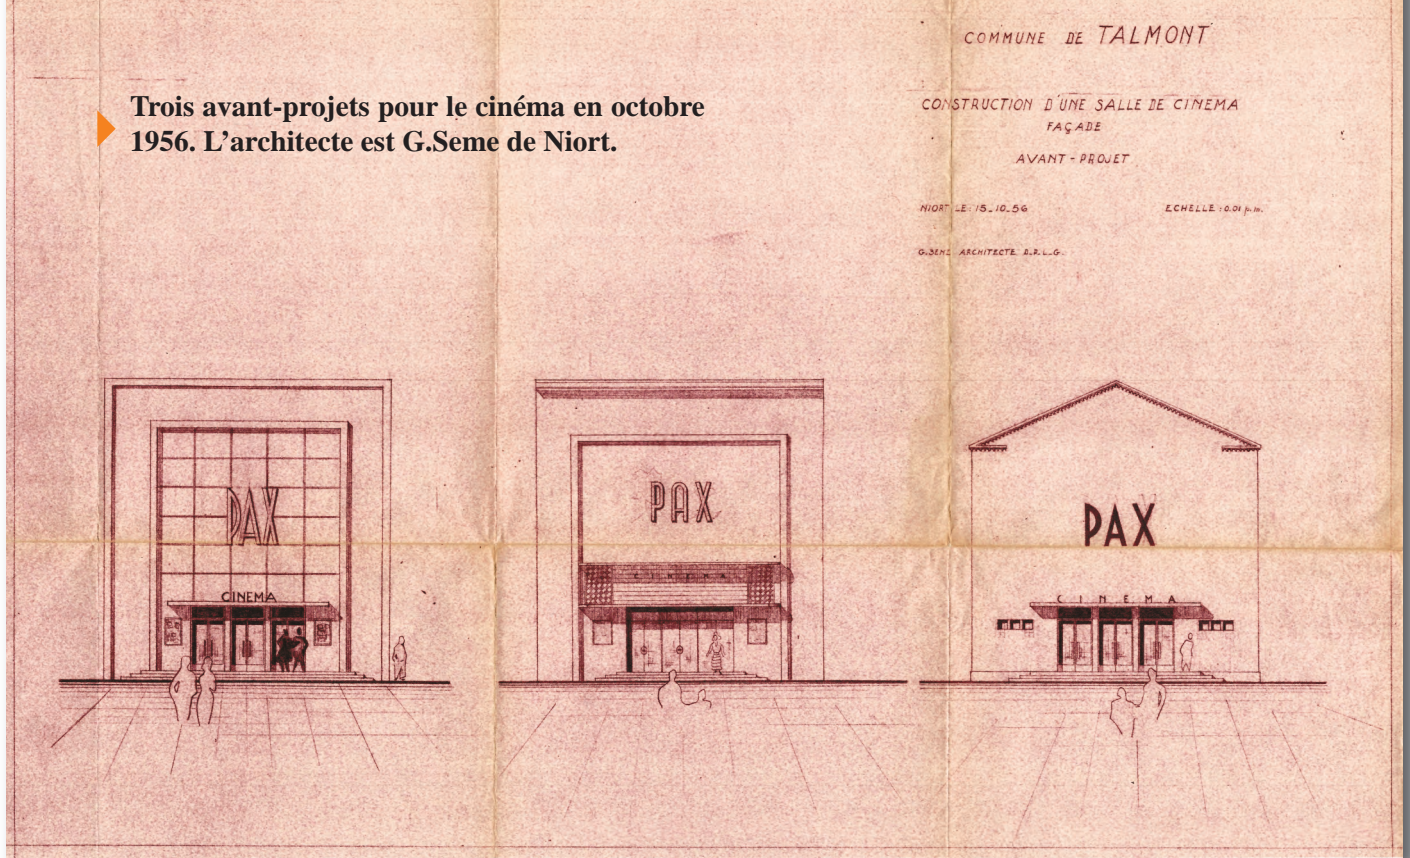 COMMUNE DE TALMONT
Trois avant-projets pour le cinéma en octobre
1956. L'architecte est G.Seme de Niort.
CONSTRUCTION D'UNE SALLE DE CINEMA
FAÇADE
AVANT-PROJET
NIORT LE: 15_10_56
ECHELLE: 0.01 p.m.
G.SEME ARCHITECTE D.P.L.G.
PAX
CINEMA
PAX
CINEMA
PAX
CINEMA